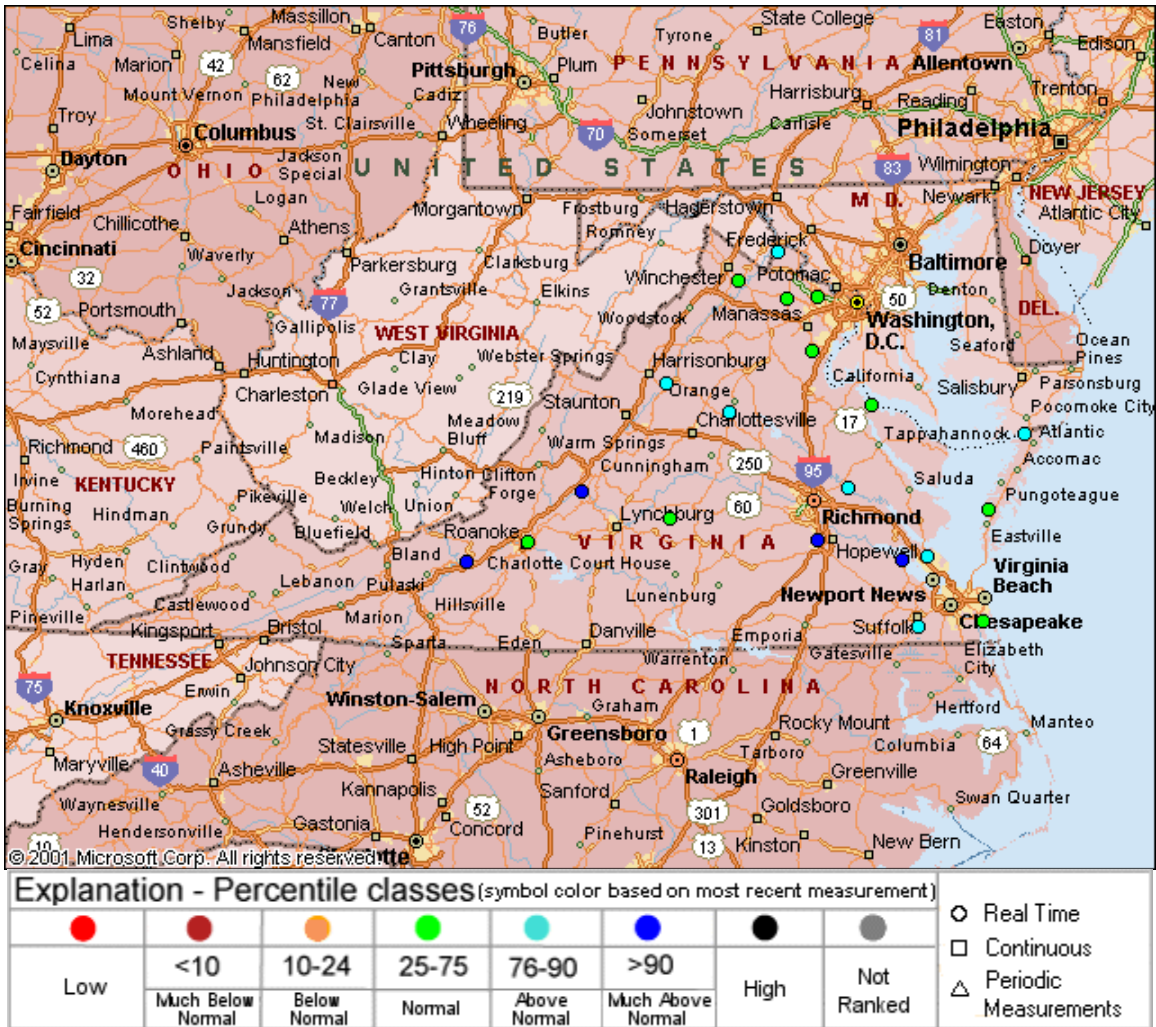 Shelby Massillon 76 Butler Tyrone State College 81 Easton
Lima Mansfield Canton Edison
Celina Marion 42 62 New Pittsburgh Plum PENNSYLVANIA Allentown
Mount Vernon Philadelphia Cadiz Harrisburg Reading Trenton
Troy St. Clairsville Wheeling 70 Johnstown Somerset Carlisle Philadelphia
Columbus
Dayton OHIO Jackson Special UNITED STATES 83 Wilmington
Logan Morgantown Frostburg Hagerstown MD. Newark NEW JERSEY
Fairfield Chillicothe Athens Romney Atlantic City
Cincinnati Waverly Parkersburg Clarksburg Frederick Baltimore Dover
32 Jackson Grantsville Elkins Winchester Potomac 50 Denton
52 Portsmouth 77 Gallipolis Woodstock Manassas Washington, D.C. DEL.
Maysville Ashland Huntington WEST VIRGINIA Clay Webster Springs Harrisonburg Seaford Ocean Pines
Cynthiana Charleston Glade View 219 Orange California Salisbury Parsonsburg
Morehead Meadow Bluff Staunton Charlottesville 17 Pocomoke City
Richmond 460 Paintsville Madison Warm Springs Tappahannock Atlantic
Irvine KENTUCKY Beckley Hinton Clifton Forge Cunningham 250 95 Saluda Accomac
Burning Springs Hindman Pikeville Welch Union Lynchburg 60 Richmond Pungoteague
Grundy Bluefield Roanoke VIRGINIA Eastville
Gray Hyden Clintwood Bland Charlotte Court House Hopewell Virginia Beach
Harlan Lebanon Pulaski Lunenburg Newport News
Pineville Castlewood Marion Hillsville Suffolk Chesapeake
Kingsport Bristol Sparta Eden Danville Emporia Gatesville Elizabeth City
TENNESSEE Johnson City Warrenton
75 Erwin Winston-Salem NORTH CAROLINA Hertford
Knoxville Grassy Creek Graham Rocky Mount Manteo
Statesville High Point Greensboro 1 Tarboro Columbia 64
Maryville 40 Asheville Asheboro Raleigh Greenville
Waynesville Kannapolis 52 Sanford 301 Goldsboro Swan Quarter
Hendersonville Gastonia Concord Pinehurst 13 Kinston New Bern
© 2001 Microsoft Corp. All rights reserved.
Explanation - Percentile classes (symbol color based on most recent measurement)
Low <10 10-24 25-75 76-90 >90 High Not Ranked
Much Below Normal Below Normal Normal Above Normal Much Above Normal
Real Time
Continuous
Periodic Measurements